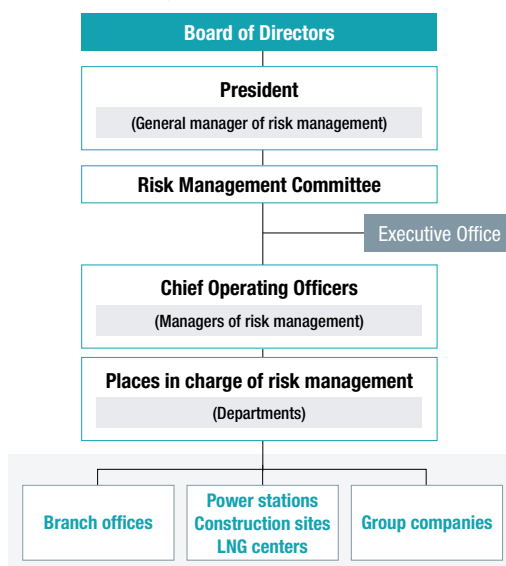 Board of Directors
President
(General manager of risk management)
Risk Management Committee
Executive Office
Chief Operating Officers
(Managers of risk management)
Places in charge of risk management
(Departments)
Branch offices
Power stations
Construction sites
LNG centers
Group companies